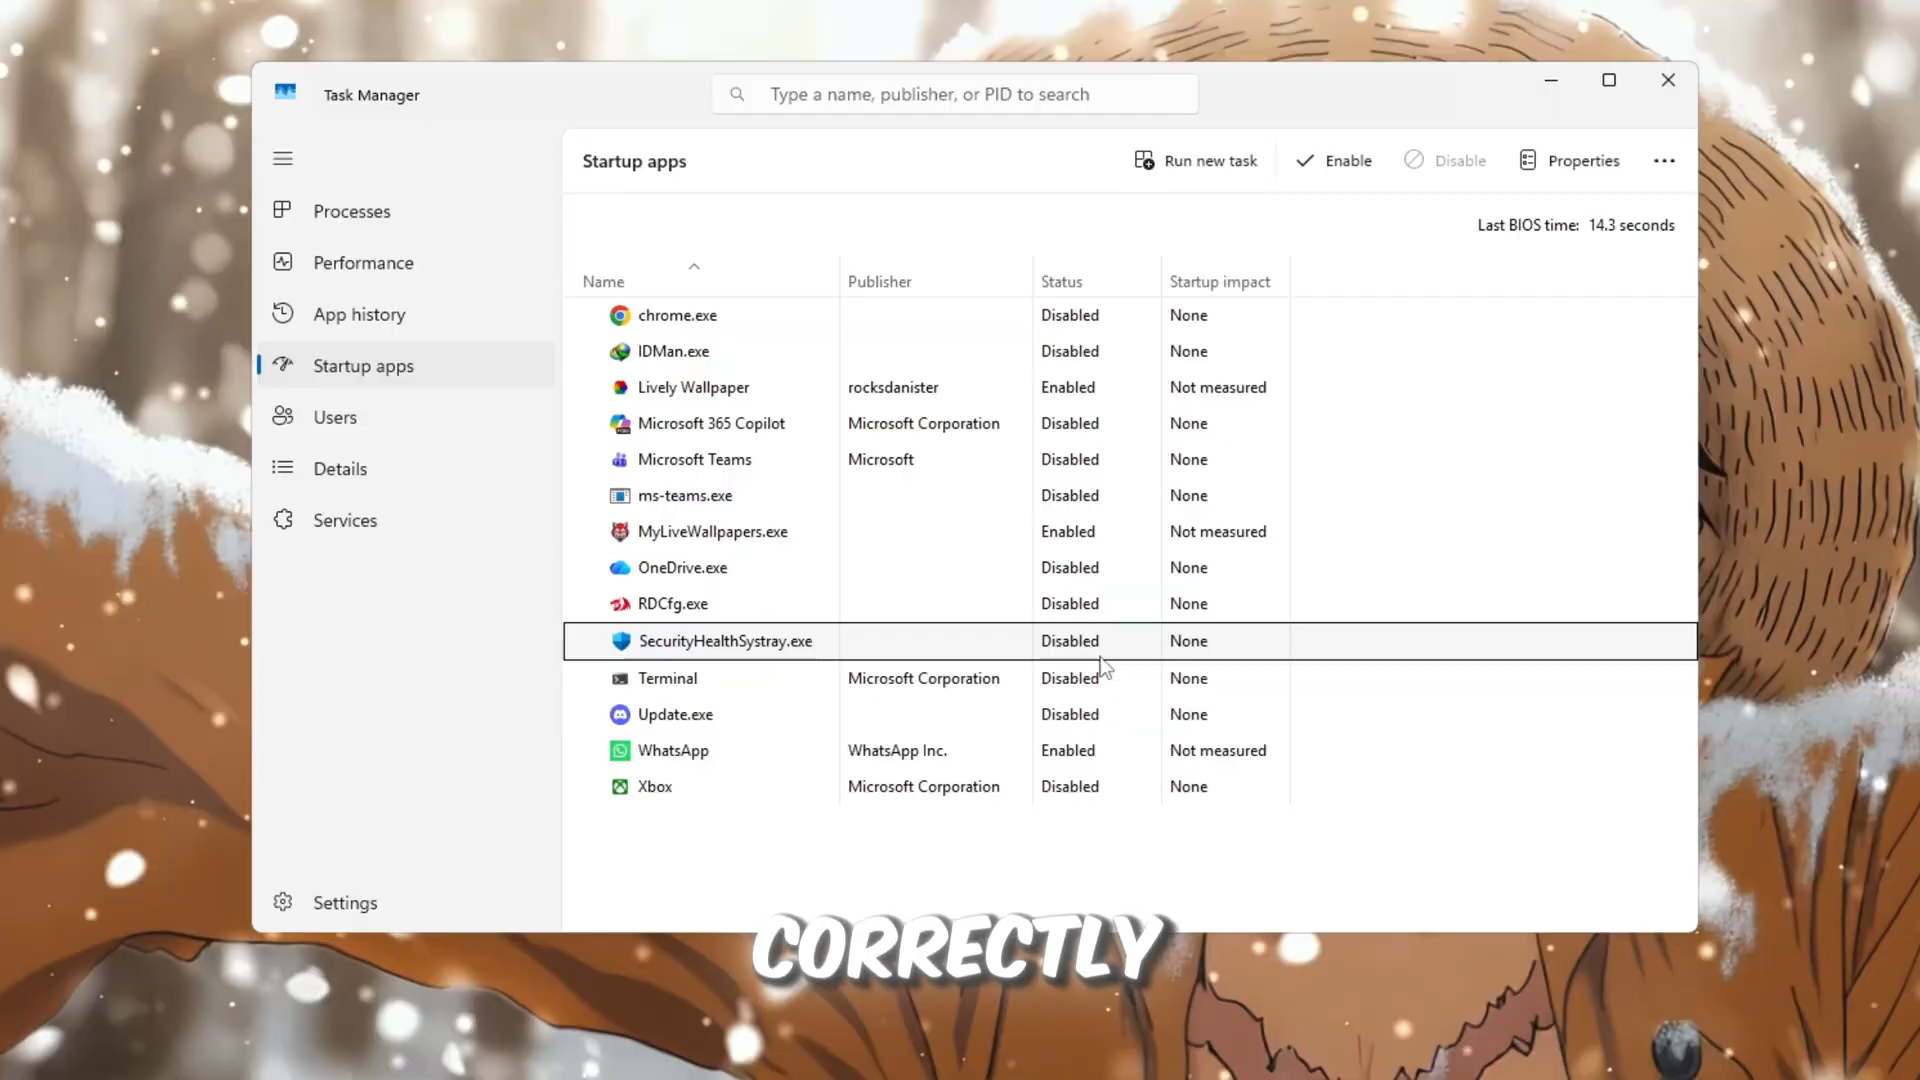 Task Manager
Type a name, publisher, or PID to search
Startup apps
Run new task
Enable
Disable
Properties
Processes
Performance
App history
Startup apps
Users
Details
Services
Settings
Last BIOS time: 14.3 seconds
Name Publisher Status Startup impact
chrome.exe Disabled None
IDMan.exe Disabled None
Lively Wallpaper rocksdanister Enabled Not measured
Microsoft 365 Copilot Microsoft Corporation Disabled None
Microsoft Teams Microsoft Disabled None
ms-teams.exe Disabled None
MyLiveWallpapers.exe Enabled Not measured
OneDrive.exe Disabled None
RDCfg.exe Disabled None
SecurityHealthSystray.exe Disabled None
Terminal Microsoft Corporation Disabled None
Update.exe Disabled None
WhatsApp WhatsApp Inc. Enabled Not measured
Xbox Microsoft Corporation Disabled None
CORRECTLY